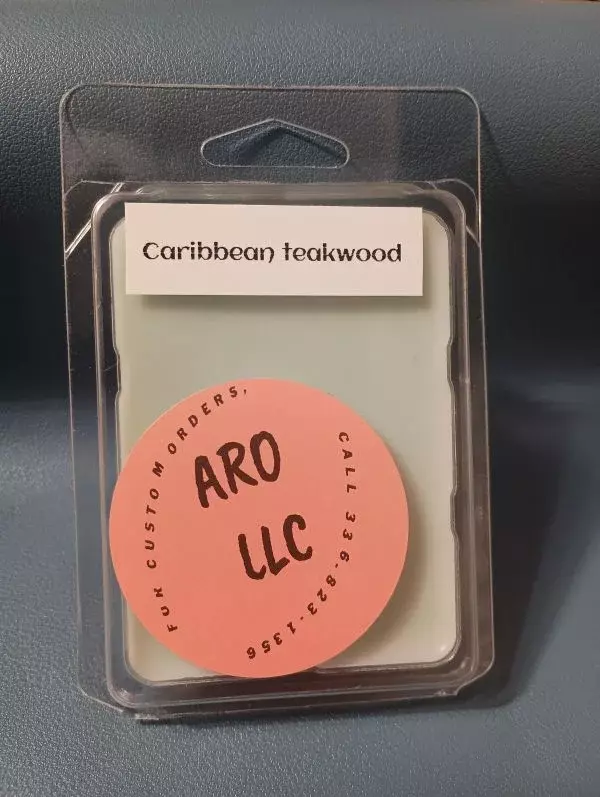 Caribbean teakwood
FOR CUSTOM ORDERS,
ARO
LLC
CALL 336-823-1356